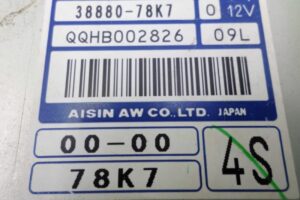 38880-78K7 0 12V
QQHB002826 09L
AISIN AW CO.,LTD. JAPAN
00-00
78K7 4S